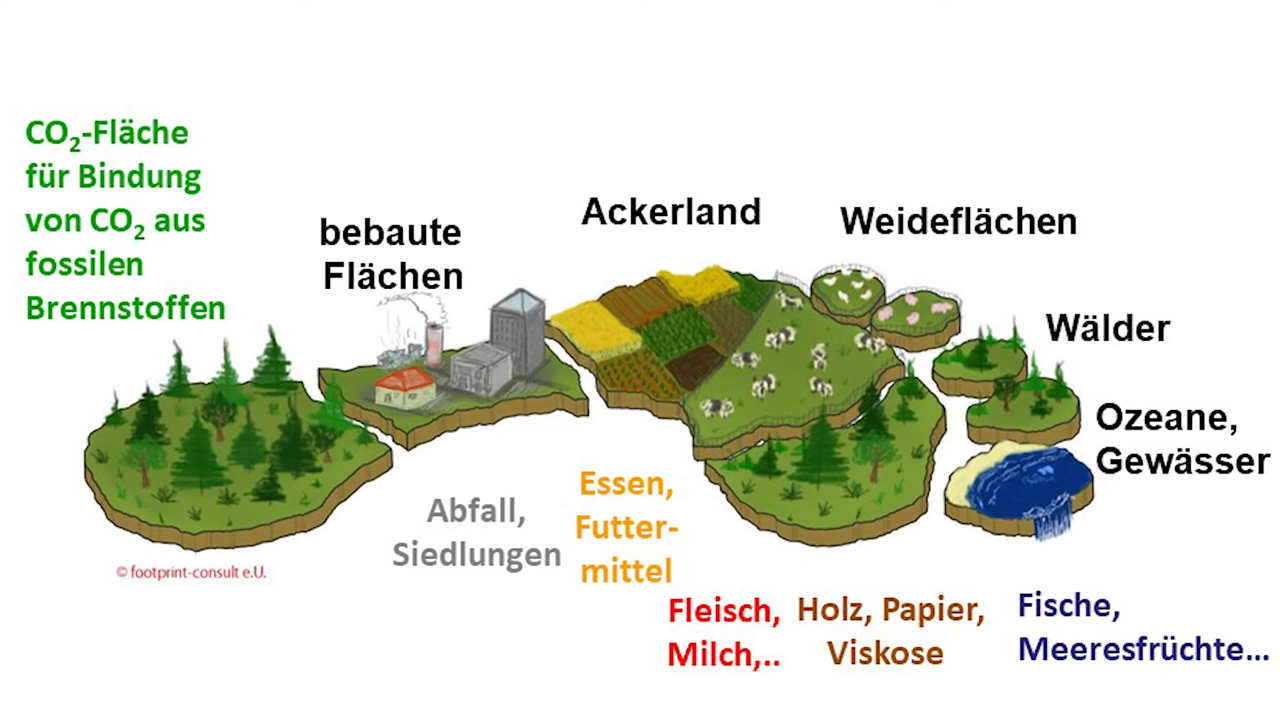 CO₂-Fläche
für Bindung
von CO₂ aus
fossilen
Brennstoffen
bebaute
Flächen
Ackerland
Weideflächen
Wälder
Ozeane,
Gewässer
Abfall,
Siedlungen
Essen,
Futter-
mittel
Fleisch,
Milch,..
Holz, Papier,
Viskose
Fische,
Meeresfrüchte...
© footprint-consult e.U.